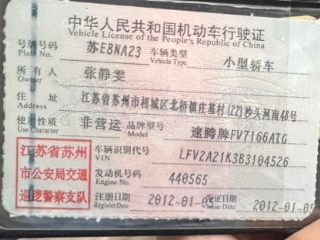 中华人民共和国机动车行驶证
Vehicle License of the People's Republic of China
号牌号码 苏E8NA23 车辆类型 小型轿车
Plate No. Vehicle Type
所有人 张静雯
Owner
住址 江苏省苏州市相城区北桥镇庄基村(22)沙头河南48号
Address
使用性质 非营运 品牌型号 速腾牌FV7166ATG
Use Character Model
江苏省苏州
市公安局交通
巡逻警察支队
车辆识别代号 LFV2A21K3B3104526
VIN
发动机号码 440565
Engine No.
注册日期 2012-01-05 发证日期 2012-01-05
Register Date Issue Date